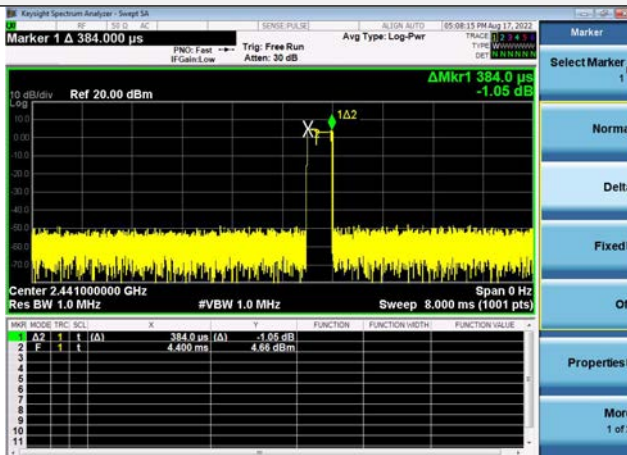 Keysight Spectrum Analyzer - Swept SA
RF 50 Ω AC SENSE:PULSE ALIGN AUTO 05:08:15 PM Aug 17, 2022
Marker 1 Δ 384.000 µs
PNO: Fast
IFGain:Low
Trig: Free Run
Atten: 30 dB
Avg Type: Log-Pwr
TRACE 1 2 3 4 5
TYPE WWWWWW
DET NNNNNN
ΔMkr1 384.0 µs
-1.05 dB
10 dB/div Ref 20.00 dBm
Log
1Δ2
10.0
0.00
-10.0
-20.0
-30.0
-40.0
-50.0
-60.0
-70.0
Center 2.441000000 GHz Span 0 Hz
Res BW 1.0 MHz #VBW 1.0 MHz Sweep 8.000 ms (1001 pts)
MKR MODE TRC SCL X Y FUNCTION FUNCTION WIDTH FUNCTION VALUE
1 Δ2 1 t (Δ) 384.0 µs (Δ) -1.05 dB
2 F 1 t 4.400 ms 4.66 dBm
3
4
5
6
7
8
9
10
11
Marker
Select Marker
1
Norma
Delta
Fixed
Of
Properties
More
1 of